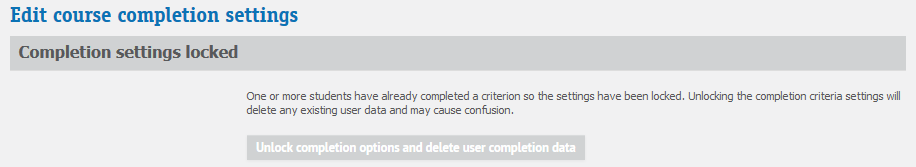 Edit course completion settings
Completion settings locked
One or more students have already completed a criterion so the settings have been locked. Unlocking the completion criteria settings will
delete any existing user data and may cause confusion.
Unlock completion options and delete user completion data